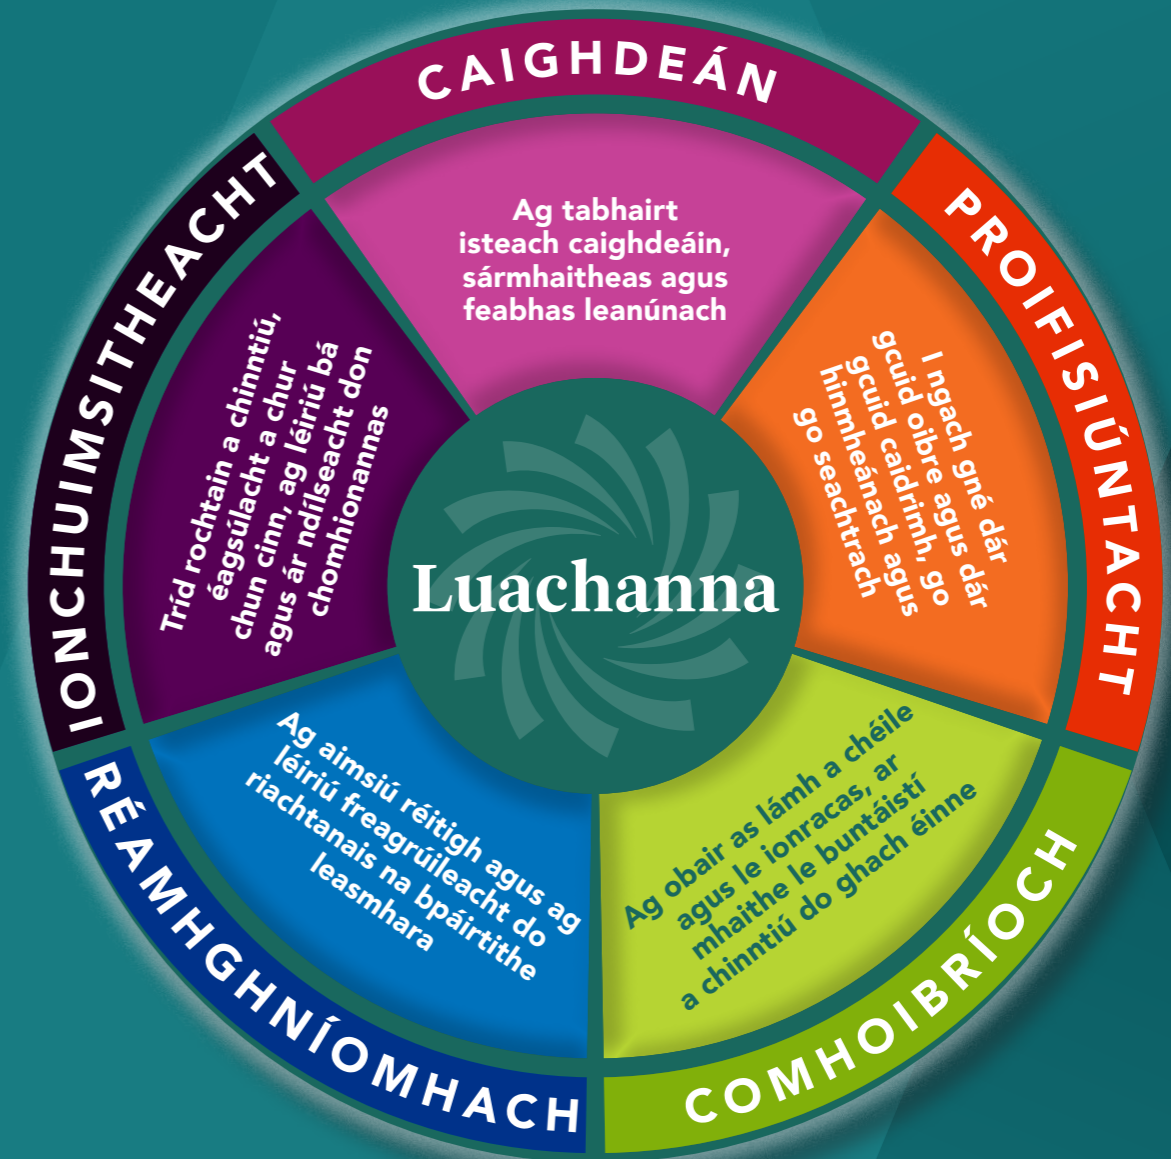 CAIGHDEÁN
Ag tabhairt
isteach caighdeáin,
sármhaitheas agus
feabhas leanúnach
PROIFISIÚNTACHT
I ngach gné dár
gcuid oibre agus dár
gcuid caidrimh, go
hinmheánach agus
go seachtrach
COMHOIBRÍOCH
Ag obair as lámh a chéile
agus le ionracas, ar
mhaithe le buntáistí
a chinntiú do ghach éinne
RÉAMHGHNÍOMHACH
Ag aimsiú réitigh agus ag
léiriú freagrúileacht do
riachtanais na bpáirtithe
leasmhara
IONCHUIMSITHEACHT
Tríd rochtain a chinntiú,
éagsúlacht a chur
chun cinn, ag léiriú bá
agus ár ndílseacht don
chomhionannas
Luachanna